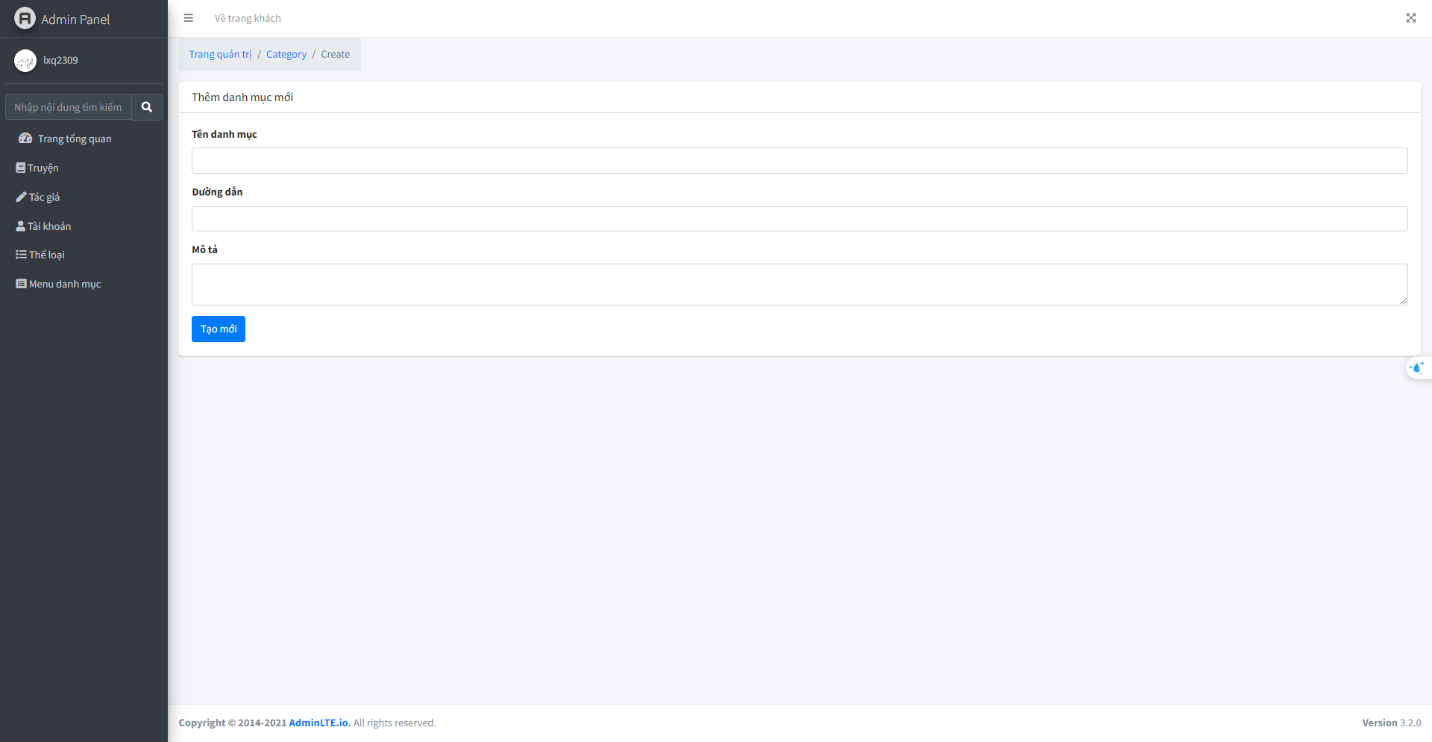 Admin Panel
Về trang khách
lxq2309
Nhập nội dung tìm kiếm
Trang tổng quan
Truyện
Tác giả
Tài khoản
Thể loại
Menu danh mục
Trang quản trị / Category / Create
Thêm danh mục mới
Tên danh mục
Đường dẫn
Mô tả
Tạo mới
Copyright © 2014-2021 AdminLTE.io. All rights reserved.
Version 3.2.0